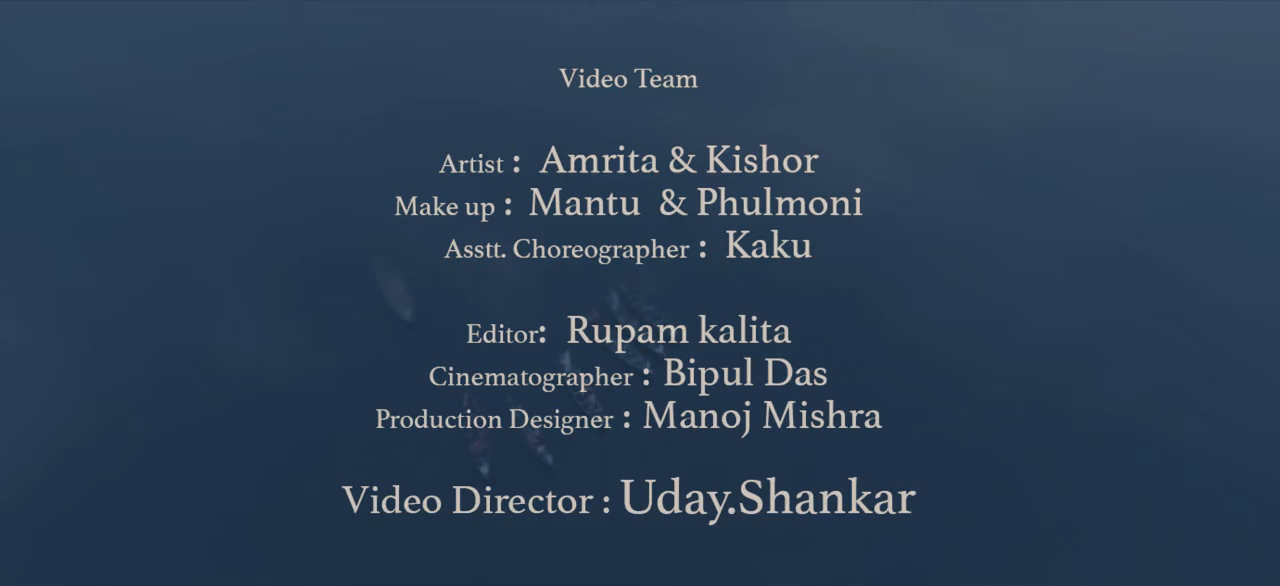 Video Team
Artist : Amrita & Kishor
Make up : Mantu & Phulmoni
Asstt. Choreographer : Kaku
Editor: Rupam kalita
Cinematographer : Bipul Das
Production Designer : Manoj Mishra
Video Director : Uday.Shankar